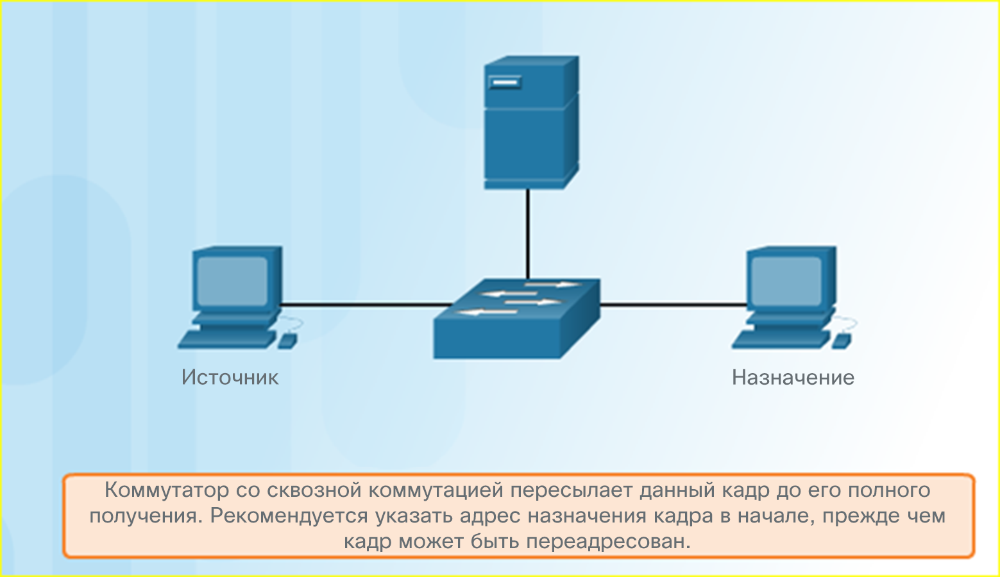 Источник
Назначение
Коммутатор со сквозной коммутацией пересылает данный кадр до его полного
получения. Рекомендуется указать адрес назначения кадра в начале, прежде чем
кадр может быть переадресован.